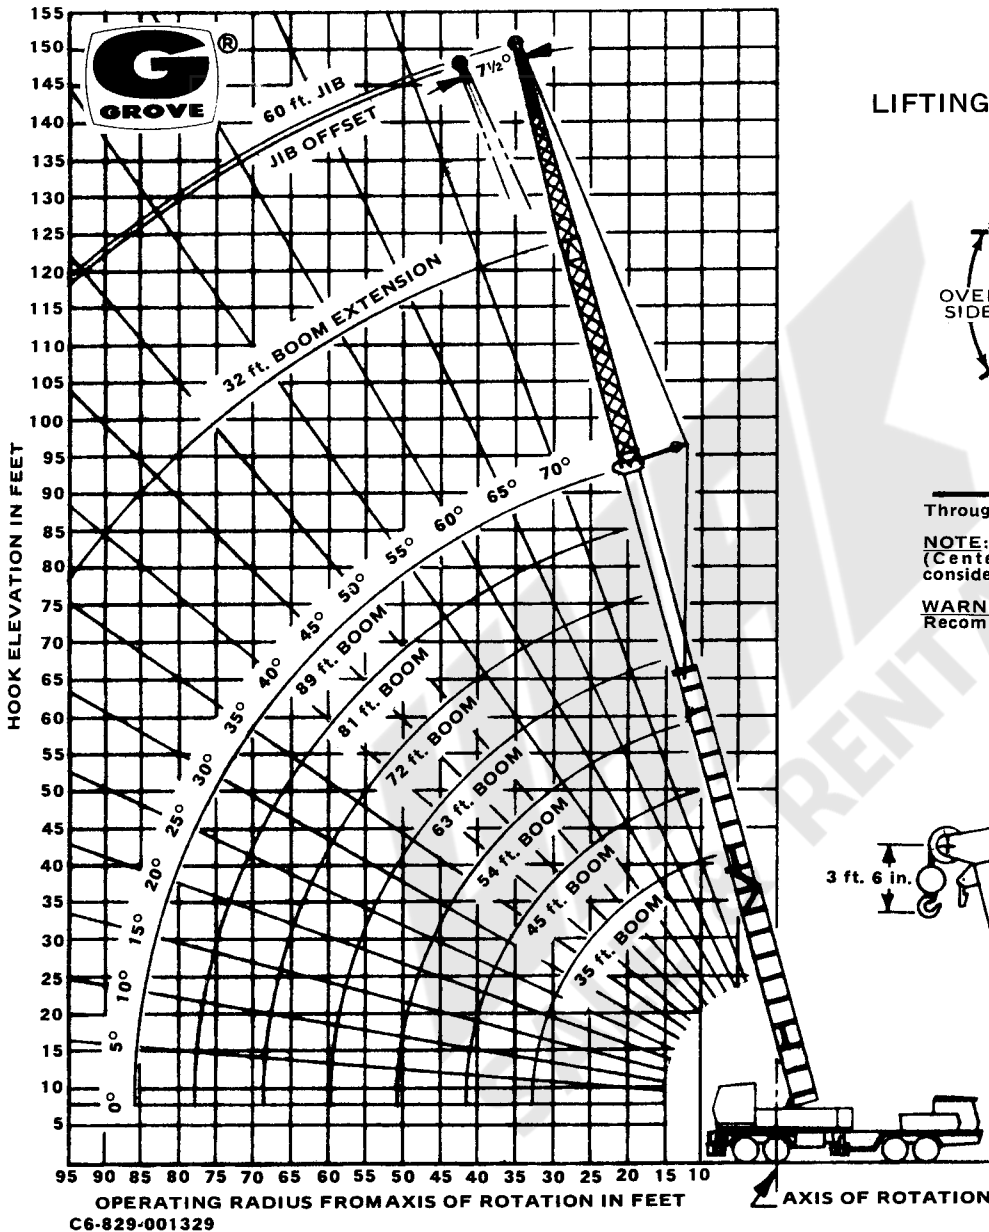 G ®
GROVE
155
150
145
140
135
130
125
120
115
110
105
100
95
90
85
80
75
70
65
60
55
50
45
40
35
30
25
20
15
10
5
0
HOOK ELEVATION IN FEET
60 ft. JIB
JIB OFFSET
7½°
32 ft. BOOM EXTENSION
70°
65°
60°
55°
50°
45°
40°
35°
30°
25°
20°
15°
10°
5°
0°
89 ft. BOOM
81 ft. BOOM
72 ft. BOOM
63 ft. BOOM
54 ft. BOOM
45 ft. BOOM
35 ft. BOOM
95 90 85 80 75 70 65 60 55 50 45 40 35 30 25 20 15 10
OPERATING RADIUS FROMAXIS OF ROTATION IN FEET
C6-829-001329
AXIS OF ROTATION
LIFTING
OVE
SIDE
Throug
NOTE:
(Cente
conside
WARN
Recom
3 ft. 6 in.
RENT